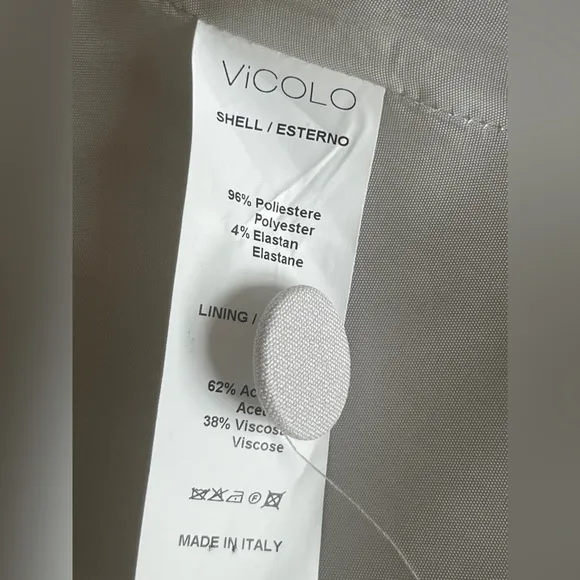 ViCOLO
SHELL / ESTERNO
96% Poliestere
Polyester
4% Elastan
Elastane
LINING /
62%
38% Viscos
Viscose
MADE IN ITALY